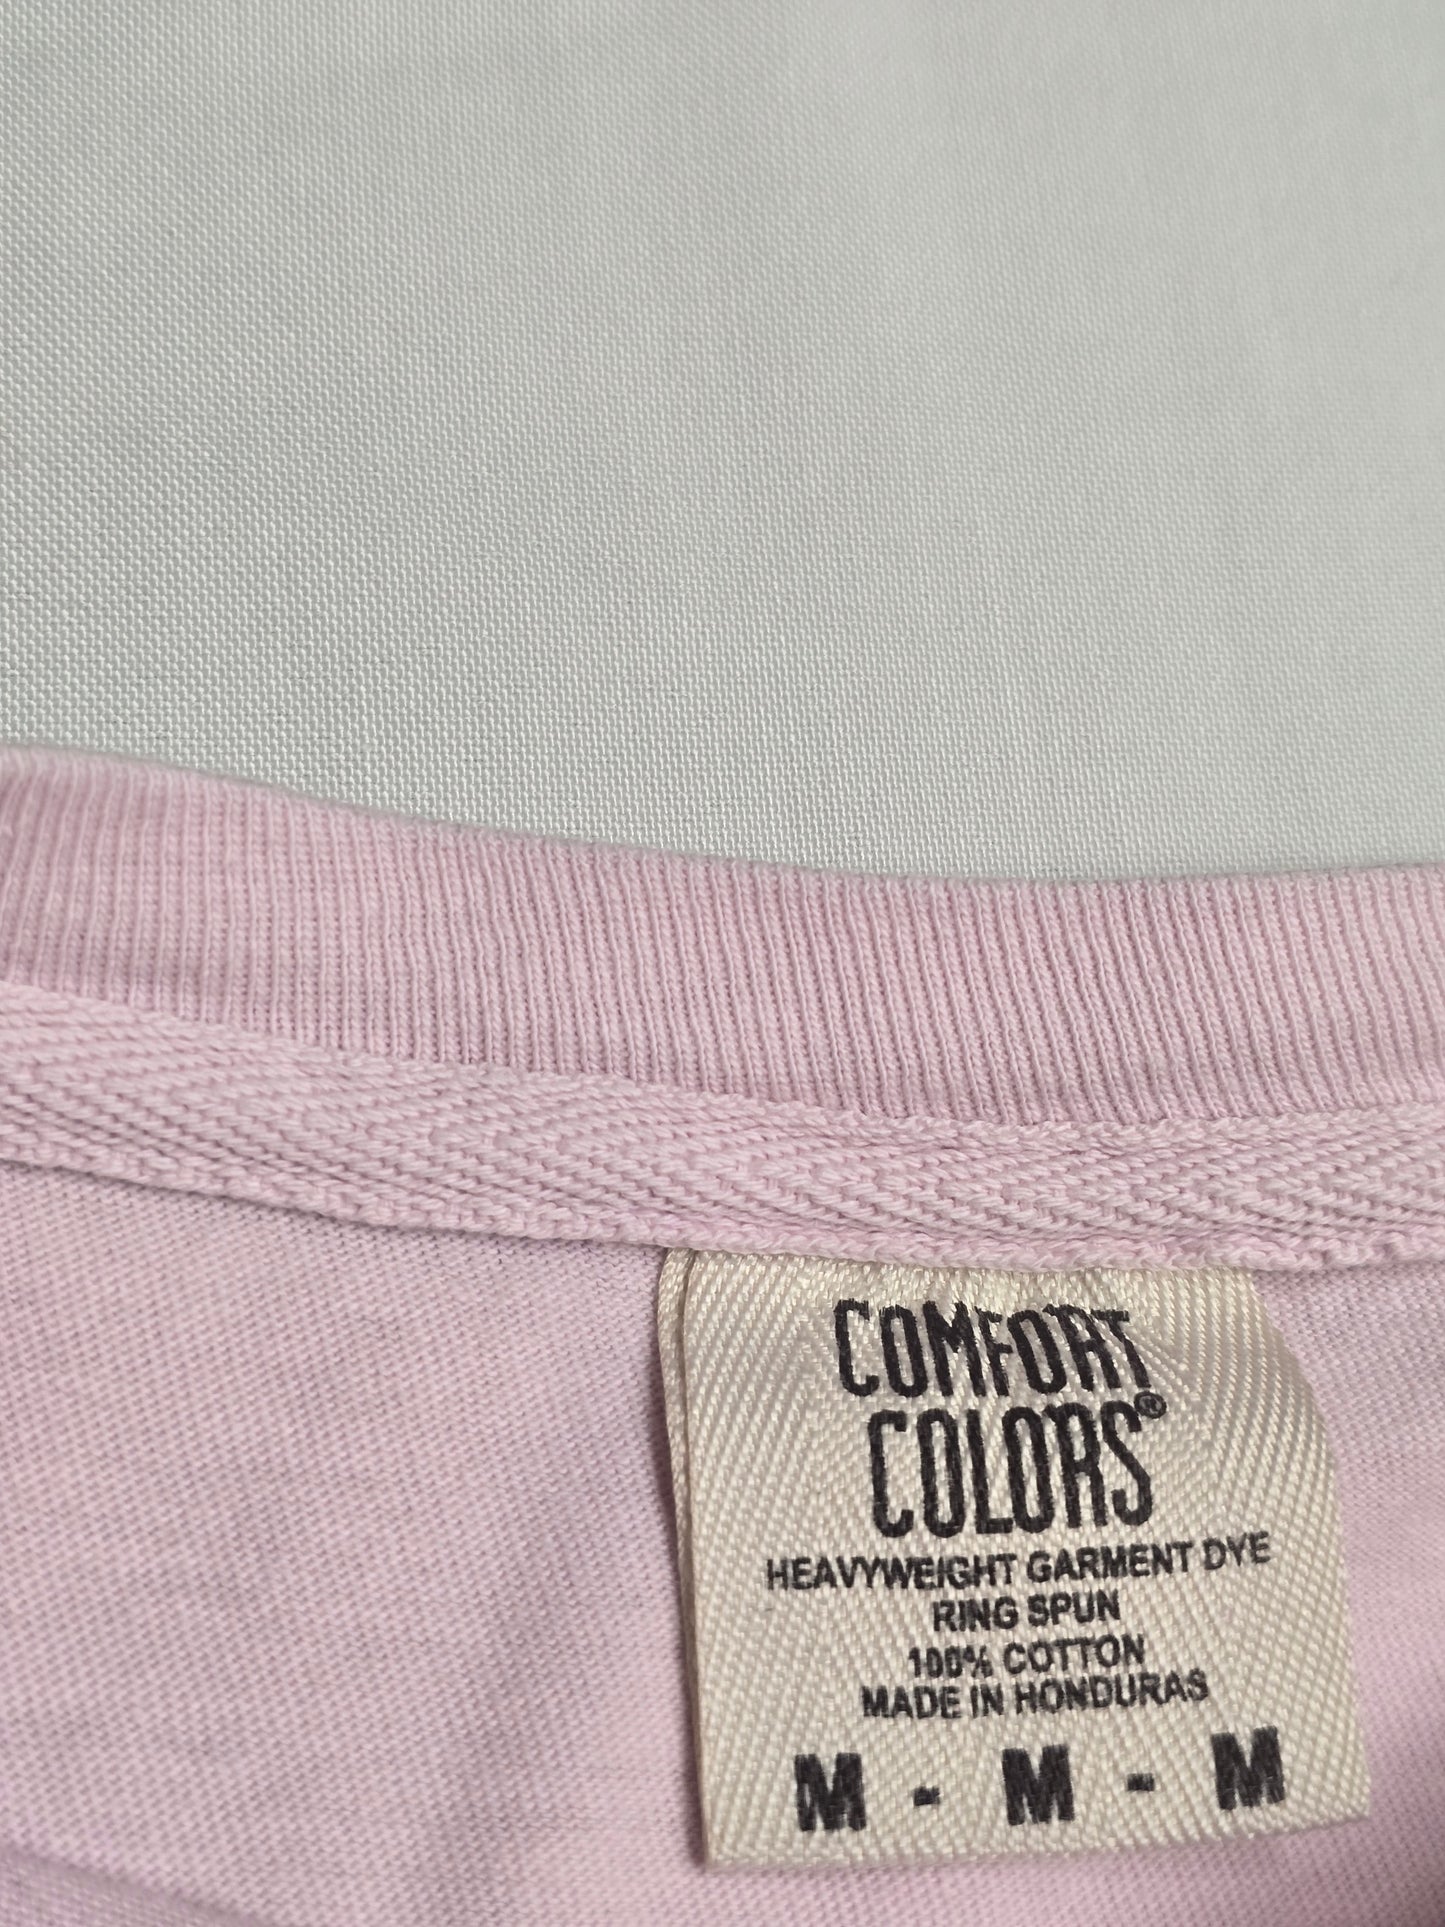 COMFORT
COLORS®
HEAVYWEIGHT GARMENT DYE
RING SPUN
100% COTTON
MADE IN HONDURAS
M - M - M